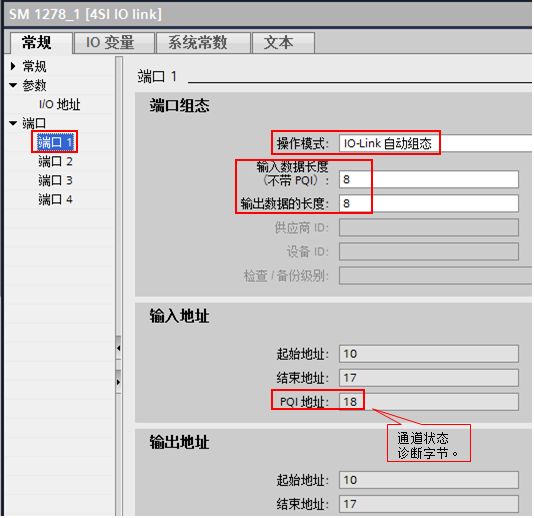 SM 1278_1 [4SI IO link]
常规
IO 变量
系统常数
文本
常规
参数
I/O 地址
端口
端口 1
端口 2
端口 3
端口 4
端口 1
端口组态
操作模式: IO-Link 自动组态
输入数据长度
(不带 PQI): 8
输出数据的长度: 8
供应商 ID:
设备 ID:
检查 / 备份级别:
输入地址
起始地址: 10
结束地址: 17
PQI 地址: 18
通道状态
诊断字节。
输出地址
起始地址: 10
结束地址: 17